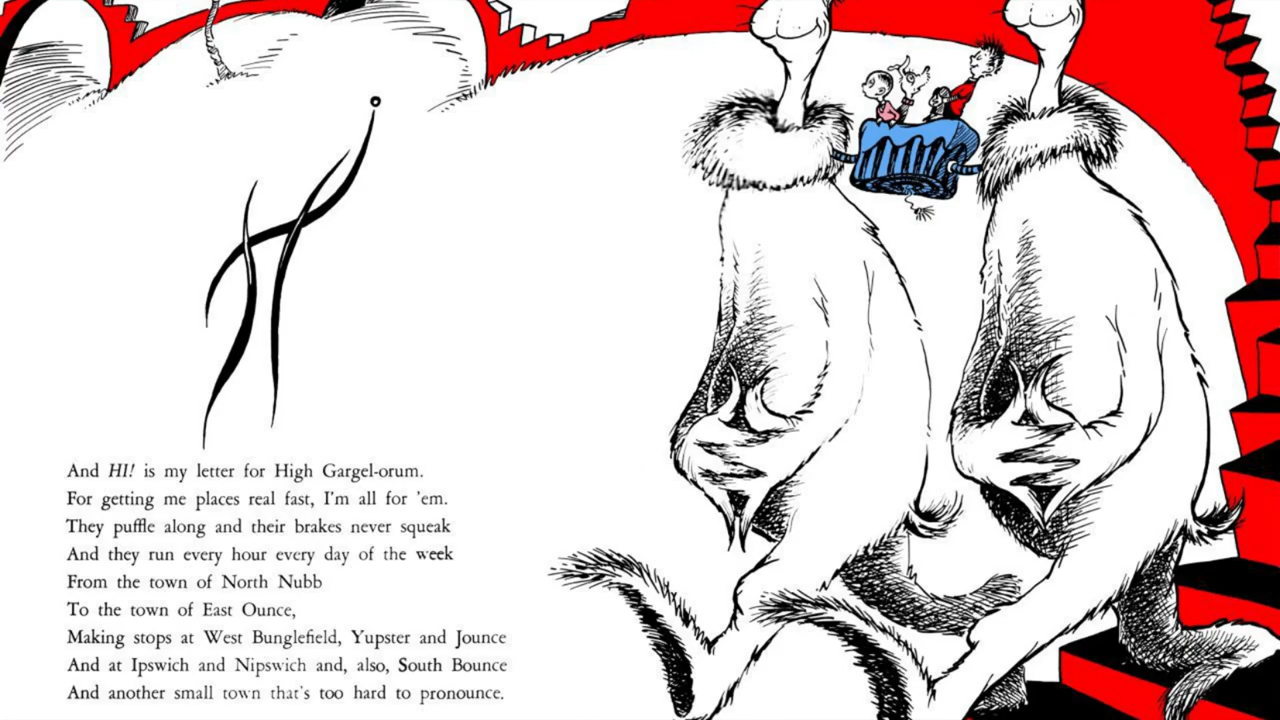 And HI! is my letter for High Gargel-orum.
For getting me places real fast, I'm all for 'em.
They puffle along and their brakes never squeak
And they run every hour every day of the week
From the town of North Nubb
To the town of East Ounce,
Making stops at West Bunglefield, Yupster and Jounce
And at Ipswich and Nipswich and, also, South Bounce
And another small town that's too hard to pronounce.